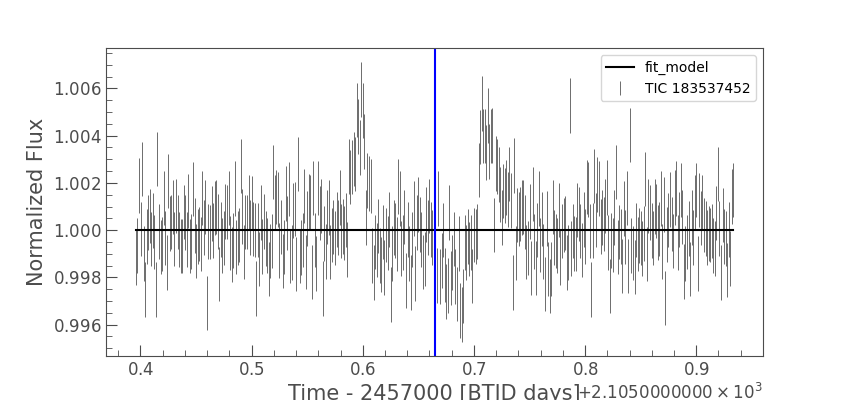 fit_model
TIC 183537452
Normalized Flux
1.006
1.004
1.002
1.000
0.998
0.996
0.4 0.5 0.6 0.7 0.8 0.9
Time - 2457000 [BTJD days]
+2.1050000000 × 10³